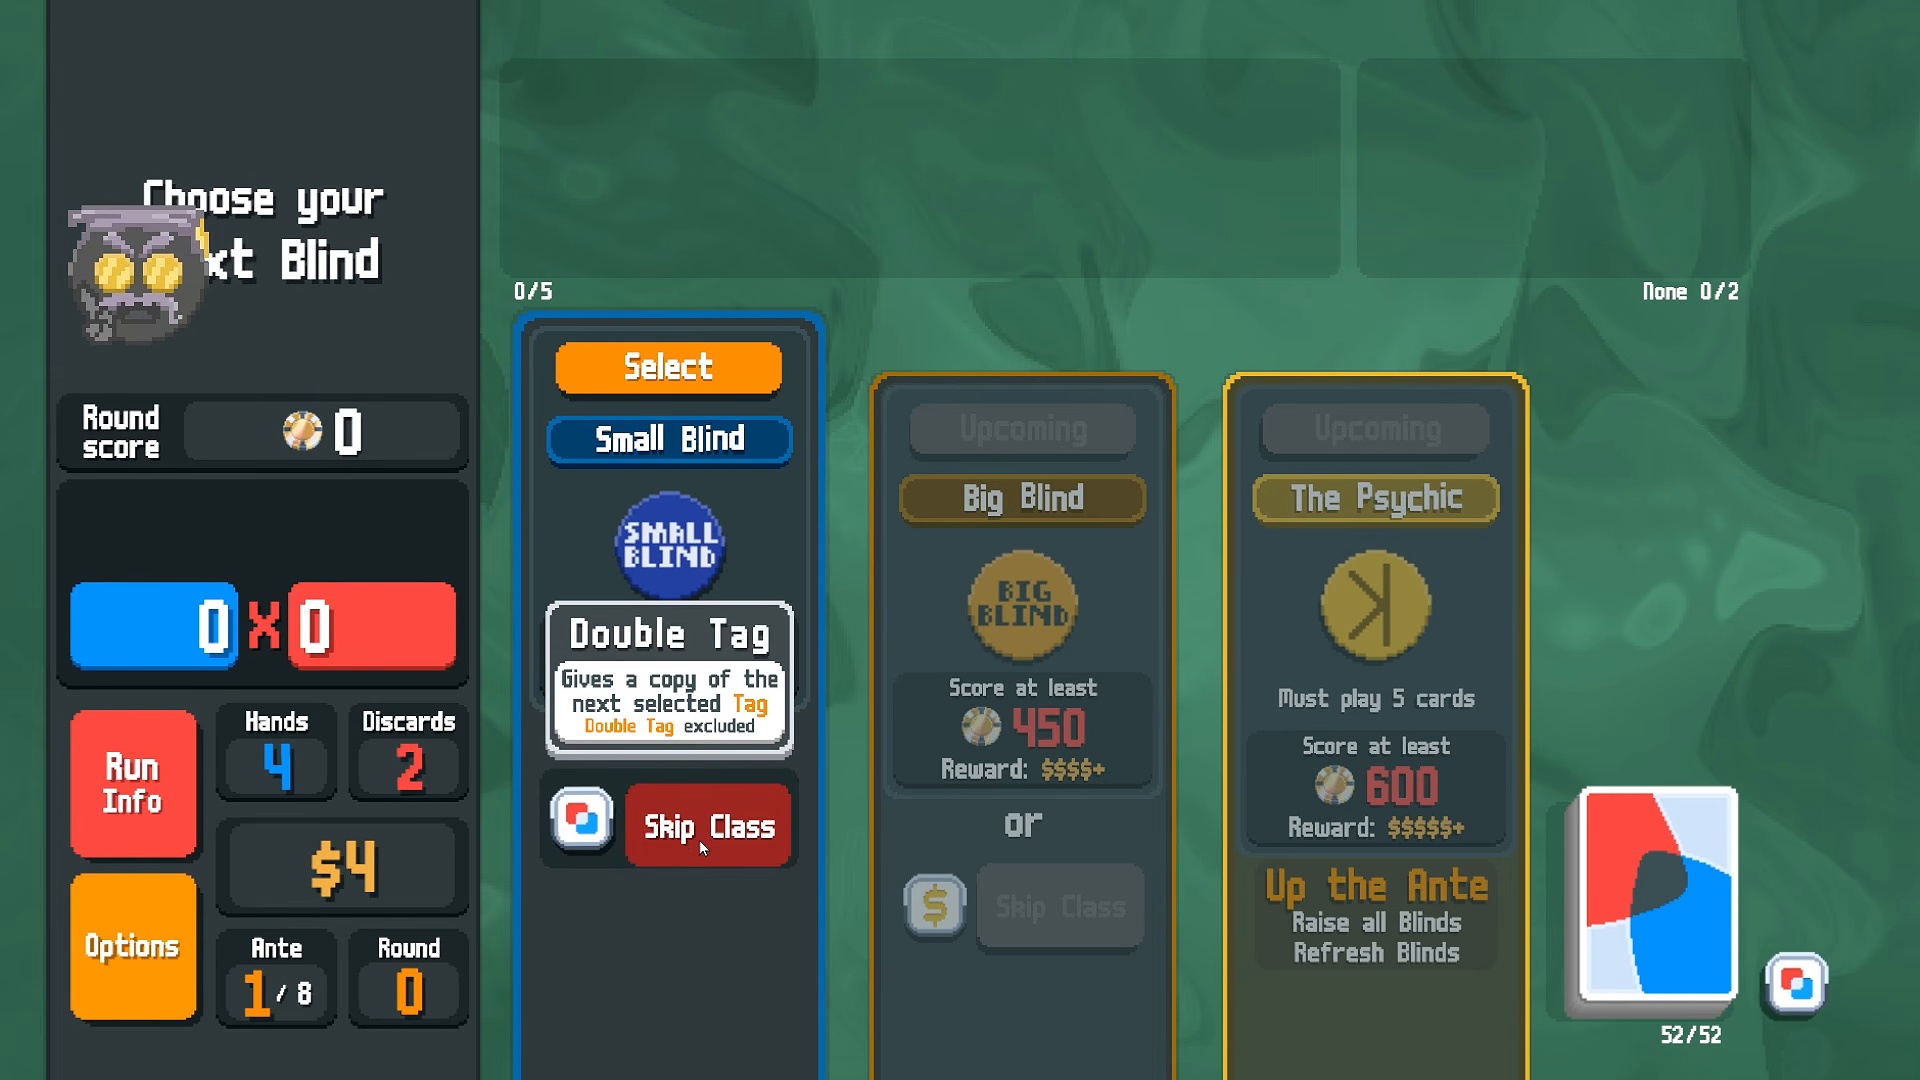 Choose your
xt Blind
Round
score
0
0 X 0
Run
Info
Hands
4
Discards
2
$4
Options
Ante
1 / 8
Round
0
0/5
None 0/2
Select
Small Blind
SMALL
BLIND
Double Tag
Gives a copy of the
next selected Tag
Double Tag excluded
Skip Class
Upcoming
Big Blind
BIG
BLIND
Score at least
450
Reward: $$$$+
or
$
Skip Class
Upcoming
The Psychic
Must play 5 cards
Score at least
600
Reward: $$$$$+
Up the Ante
Raise all Blinds
Refresh Blinds
52/52